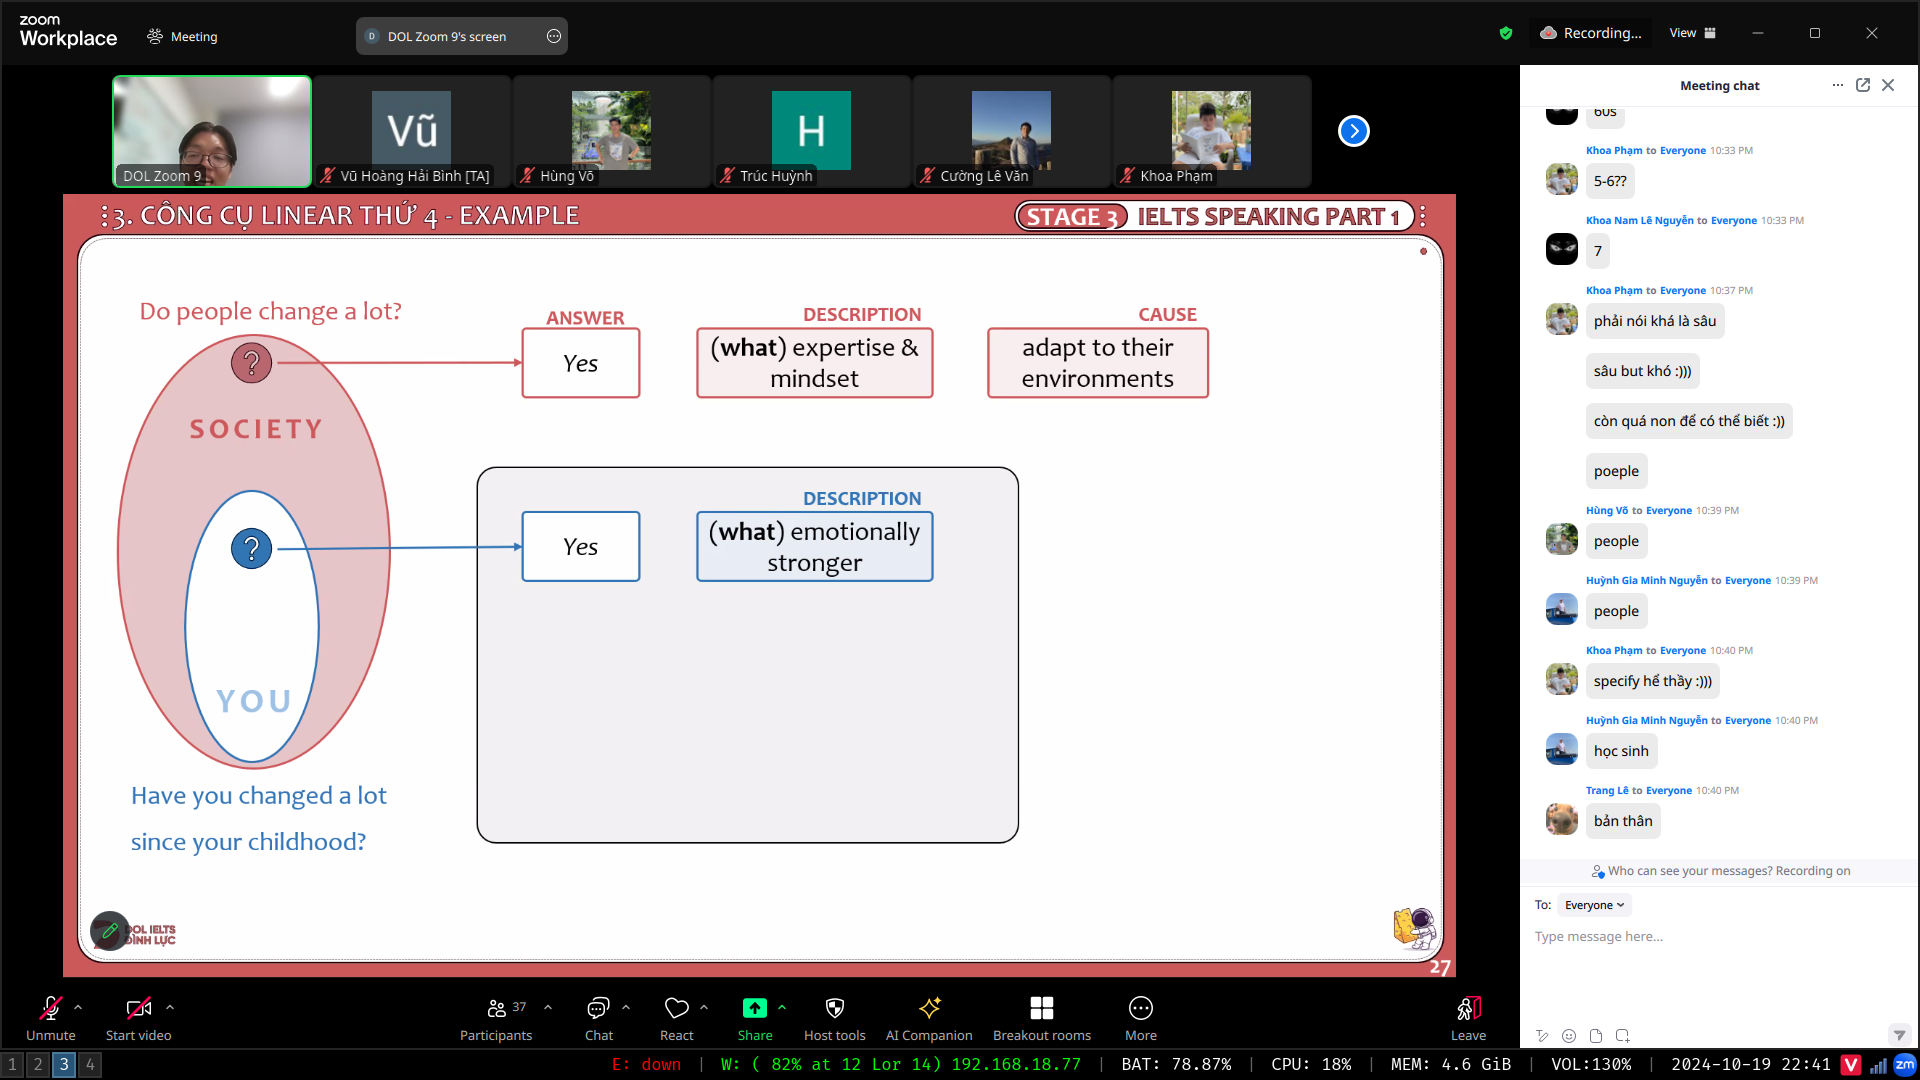 zoom
Workplace
Meeting
D
DOL Zoom 9's screen
Recording...
View
DOL Zoom 9
Vũ
Vũ Hoàng Hải Bình [TA]
Hùng Võ
H
Trúc Huỳnh
Cường Lê Văn
Khoa Phạm
3. CÔNG CỤ LINEAR THỨ 4 - EXAMPLE
STAGE 3 IELTS SPEAKING PART 1
Do people change a lot?
?
SOCIETY
?
YOU
Have you changed a lot
since your childhood?
ANSWER
Yes
DESCRIPTION
(what) expertise &
mindset
CAUSE
adapt to their
environments
Yes
DESCRIPTION
(what) emotionally
stronger
DOL IELTS
ĐÌNH LỰC
27
Meeting chat
60s
Khoa Phạm to Everyone 10:33 PM
5-6??
Khoa Nam Lê Nguyễn to Everyone 10:33 PM
7
Khoa Phạm to Everyone 10:37 PM
phải nói khá là sâu
sâu but khó :)))
còn quá non để có thể biết :))
poeple
Hùng Võ to Everyone 10:39 PM
people
Huỳnh Gia Minh Nguyễn to Everyone 10:39 PM
people
Khoa Phạm to Everyone 10:40 PM
specify hể thầy :)))
Huỳnh Gia Minh Nguyễn to Everyone 10:40 PM
học sinh
Trang Lê to Everyone 10:40 PM
bản thân
Who can see your messages? Recording on
To: Everyone
Type message here...
Unmute
Start video
Participants
37
Chat
React
Share
Host tools
AI Companion
Breakout rooms
More
Leave
1 2 3 4
E: down | W: ( 82% at 12 Lor 14) 192.168.18.77 | BAT: 78.87% | CPU: 18% | MEM: 4.6 GiB | VOL:130% | 2024-10-19 22:41 V zm